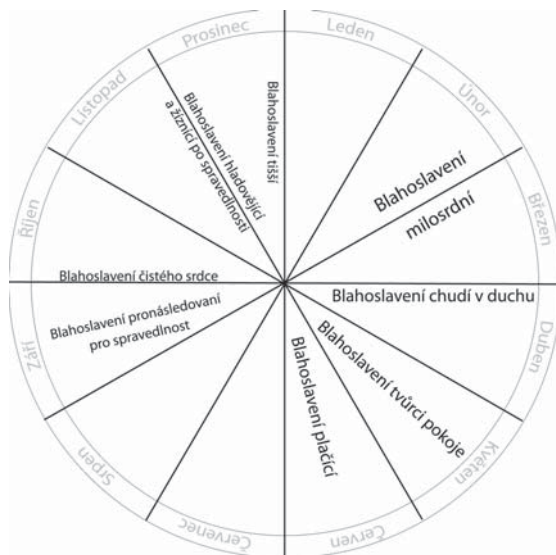 Leden
Únor
Březen
Duben
Květen
Červen
Červenec
Srpen
Září
Říjen
Listopad
Prosinec
Blahoslavení tišší
Blahoslavení
milosrdní
Blahoslavení chudí v duchu
Blahoslavení tvůrci pokoje
Blahoslavení plačící
Blahoslavení pronásledovaní
pro spravedlnost
Blahoslavení čistého srdce
Blahoslavení hladovějící
a žíznící po spravedlnosti